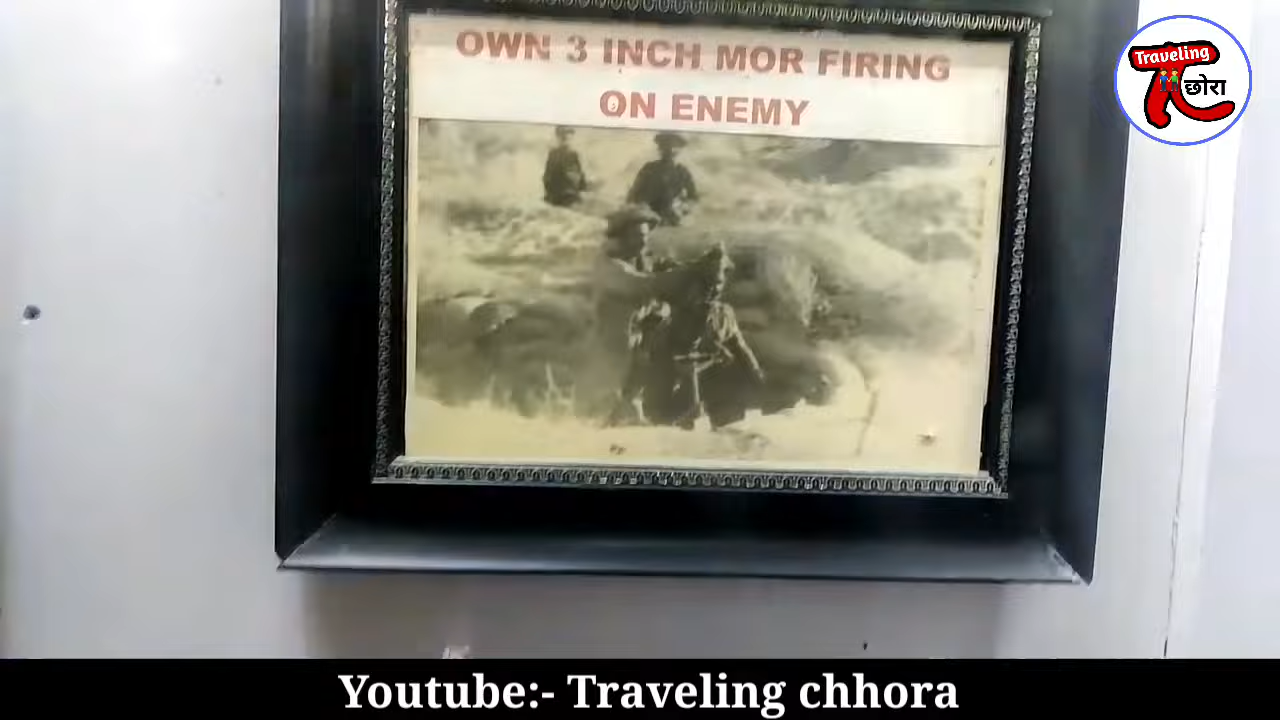 OWN 3 INCH MOR FIRING
ON ENEMY
Traveling
छोरा
Youtube:- Traveling chhora